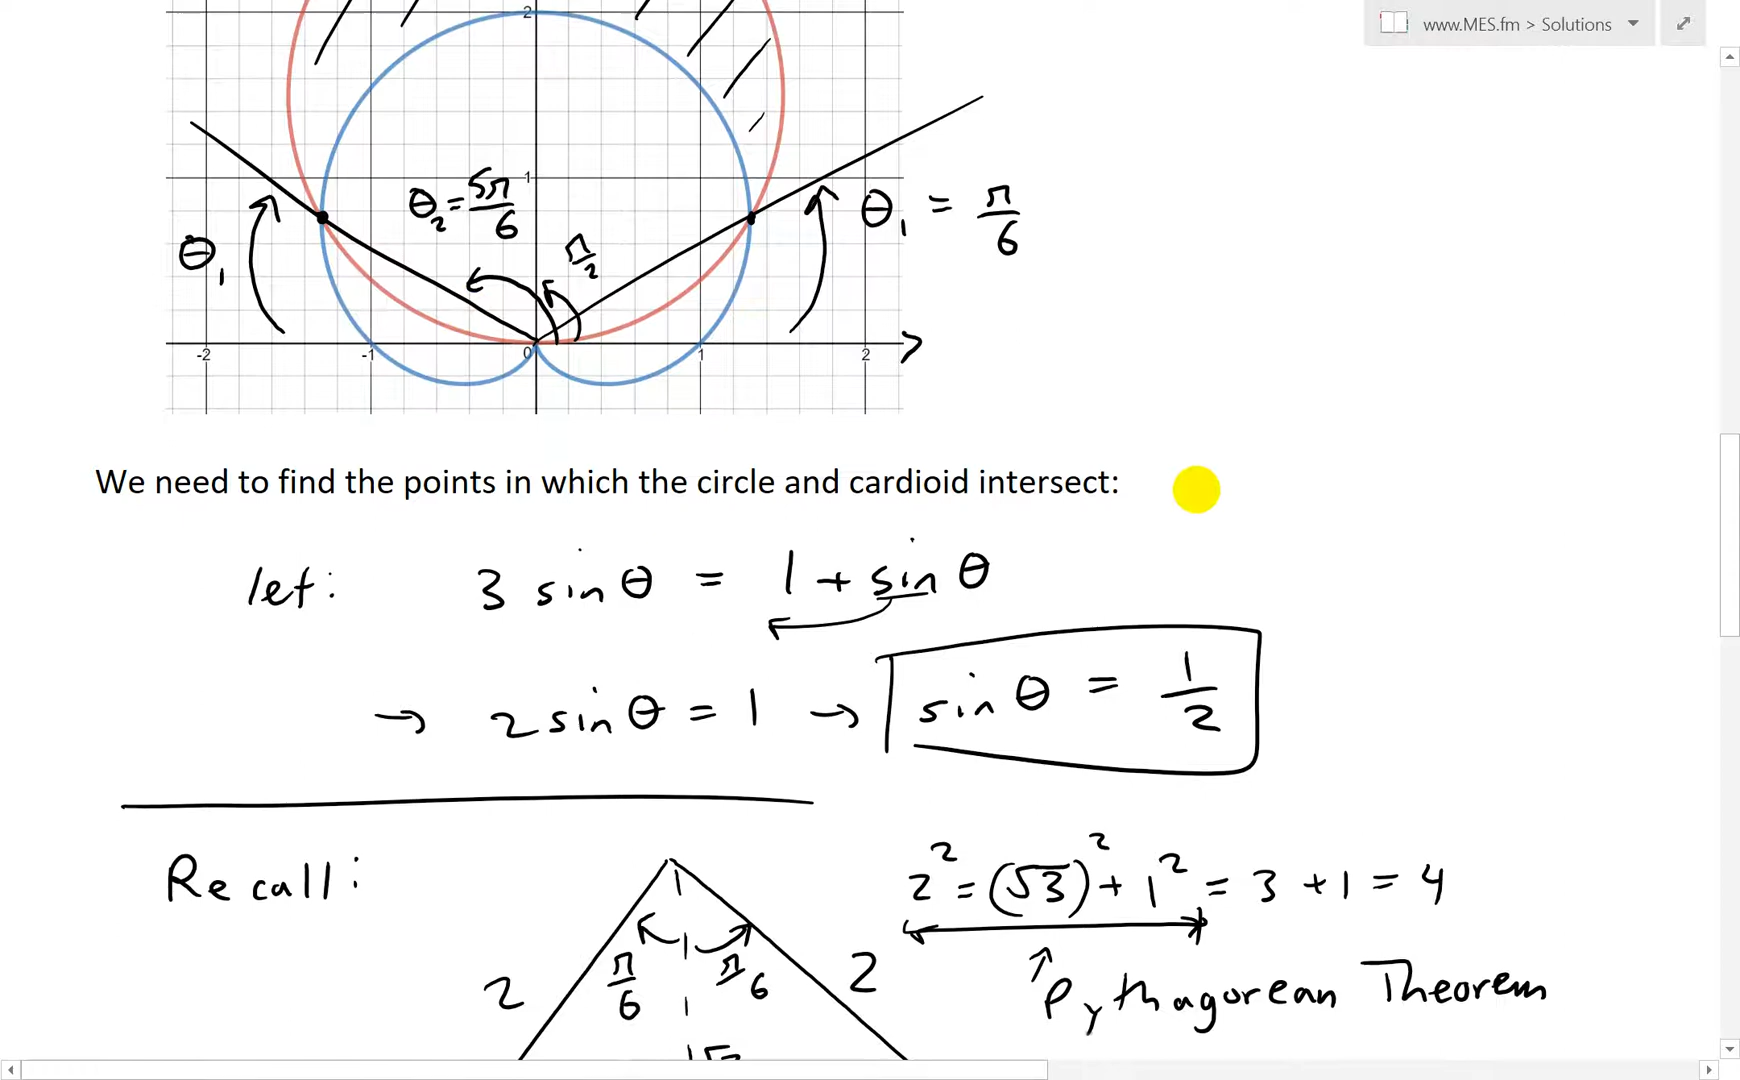 www.MES.fm > Solutions
2
1
θ₂ = 5π/6
π/2
θ₁ = π/6
θ₁
-2 -1 0 1 2
We need to find the points in which the circle and cardioid intersect:
let: 3 sin θ = 1 + sin θ
→ 2 sin θ = 1 → sin θ = 1/2
Recall:
2² = (√3)² + 1² = 3 + 1 = 4
π/6 π/6
2 2
↑
Pythagorean Theorem